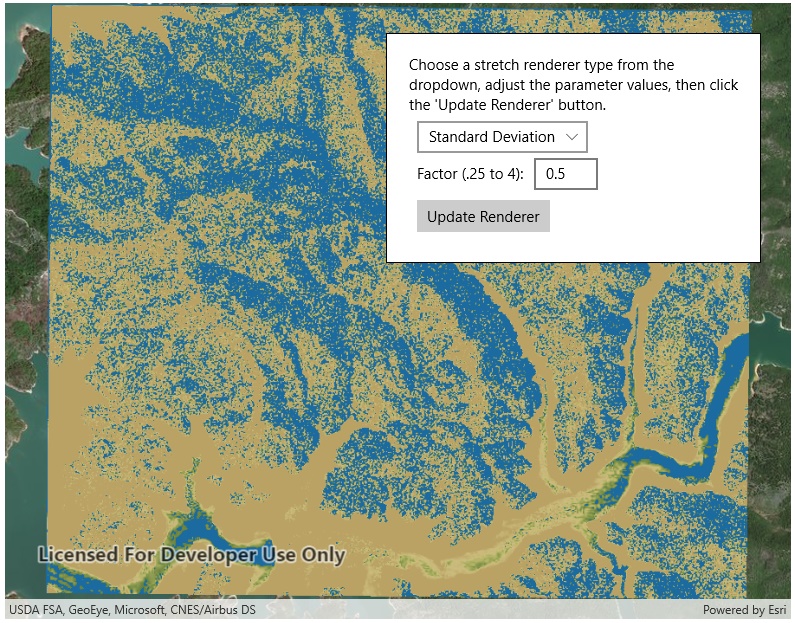 Choose a stretch renderer type from the
dropdown, adjust the parameter values, then click
the 'Update Renderer' button.
Standard Deviation
Factor (.25 to 4): 0.5
Update Renderer
Licensed For Developer Use Only
USDA FSA, GeoEye, Microsoft, CNES/Airbus DS Powered by Esri